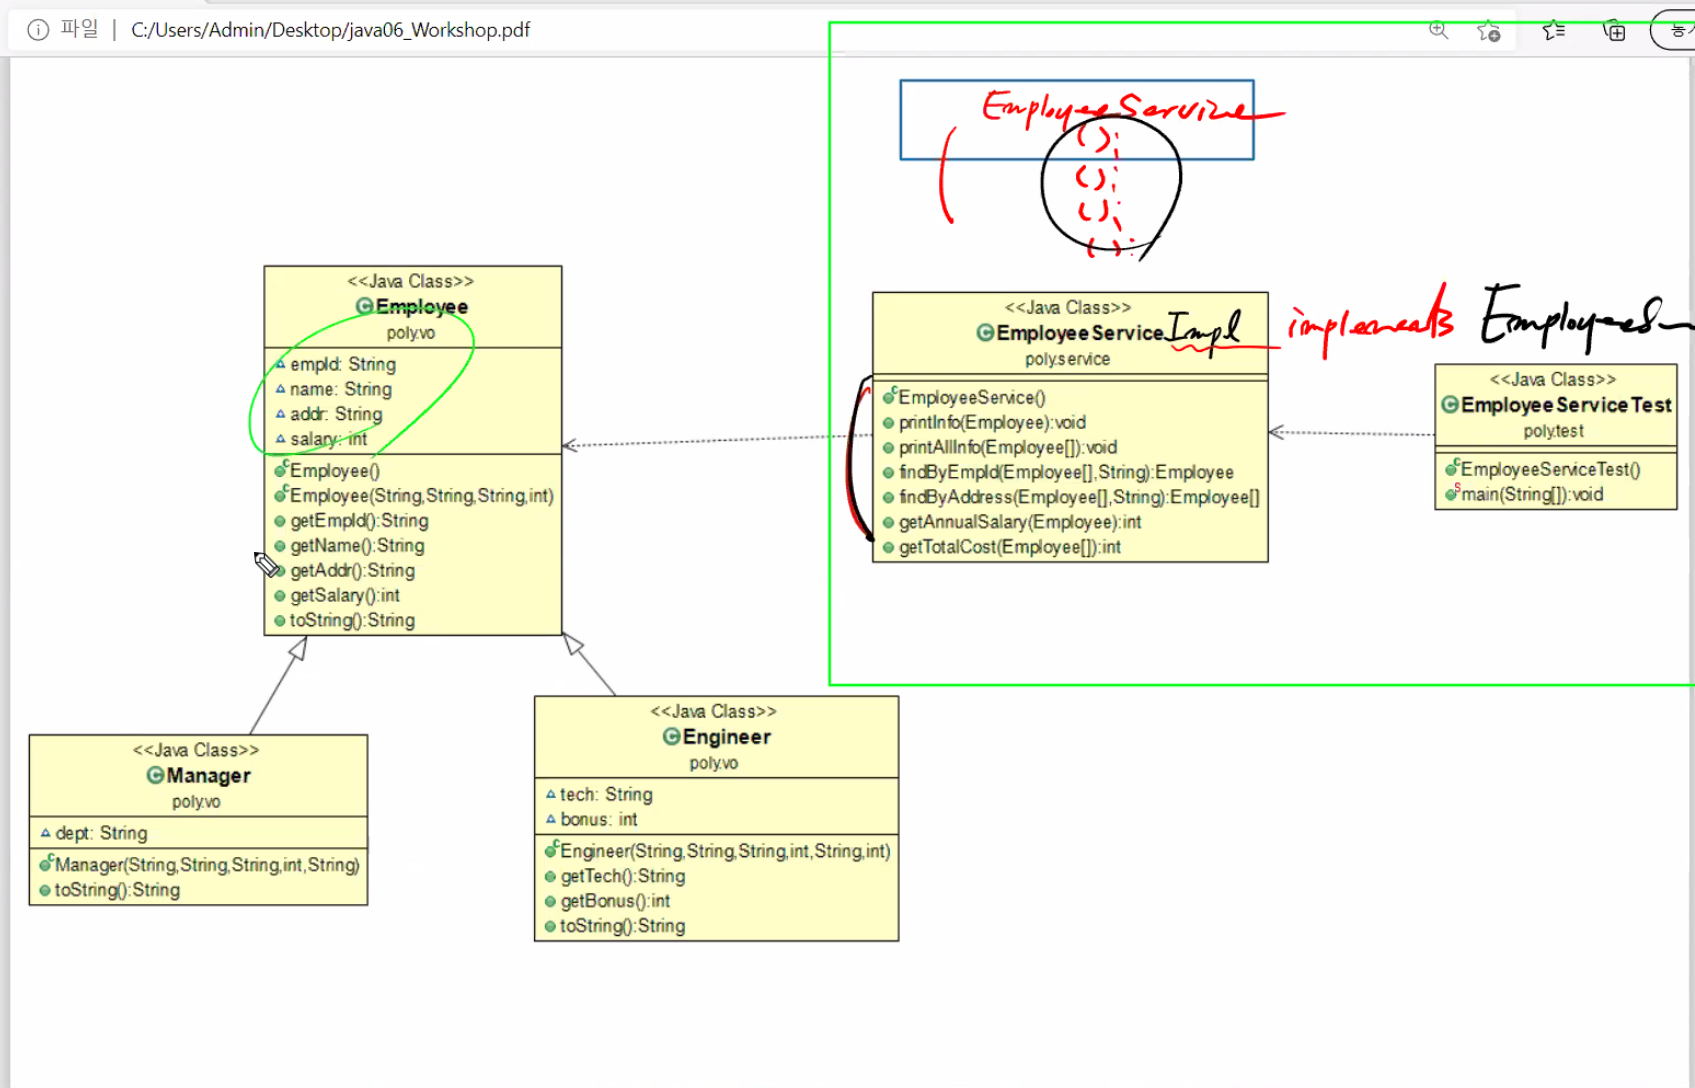 파일 | C:/Users/Admin/Desktop/java06_Workshop.pdf
EmployeeService
();
();
();
();
<<Java Class>>
Employee
poly.vo
empId: String
name: String
addr: String
salary: int
Employee()
Employee(String,String,String,int)
getEmpId():String
getName():String
getAddr():String
getSalary():int
toString():String
<<Java Class>>
EmployeeServiceImpl implements EmployeeS
poly.service
EmployeeService()
printInfo(Employee):void
printAllInfo(Employee[]):void
findByEmpId(Employee[],String):Employee
findByAddress(Employee[],String):Employee[]
getAnnualSalary(Employee):int
getTotalCost(Employee[]):int
<<Java Class>>
EmployeeServiceTest
poly.test
EmployeeServiceTest()
main(String[]):void
<<Java Class>>
Manager
poly.vo
dept: String
Manager(String,String,String,int,String)
toString():String
<<Java Class>>
Engineer
poly.vo
tech: String
bonus: int
Engineer(String,String,String,int,String,int)
getTech():String
getBonus():int
toString():String